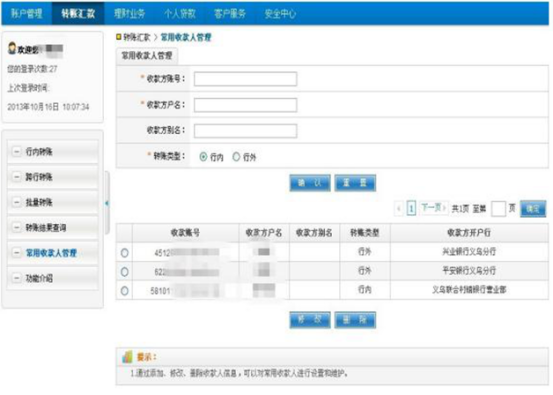 账户管理 转账汇款 理财业务 个人贷款 客户服务 安全中心
欢迎您
您的登录次数:27
上次登录时间:
2013年10月16日 10:07:34
行内转账
跨行转账
批量转账
转账结果查询
常用收款人管理
功能介绍
转账汇款 > 常用收款人管理
常用收款人管理
* 收款方账号:
* 收款方户名:
收款方别名:
* 转账类型: 行内 行外
确 认 重 置
1 下一页 共1页 至第 页 确定
收款账号 收款方户名 收款方别名 转账类型 收款方开户行
4512 行外 兴业银行义乌分行
622 行外 平安银行义乌分行
58101 行内 义乌联合村镇银行营业部
修 改 删 除
提示:
1.通过添加、修改、删除收款人信息,可以对常用收款人进行设置和维护。